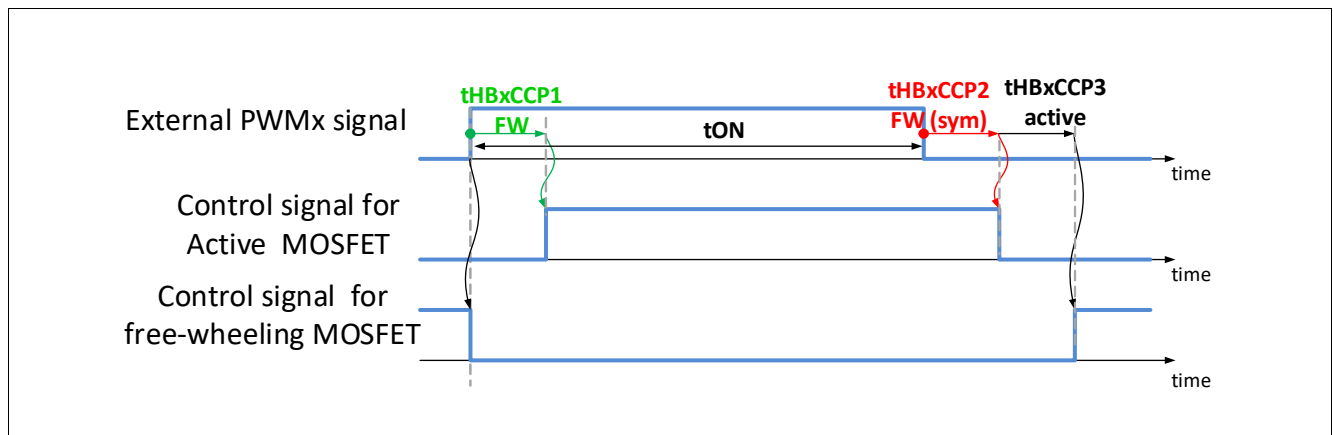 tHBxCCP1
FW
tHBxCCP2
FW (sym)
tHBxCCP3
active
External PWMx signal
tON
time
Control signal for
Active MOSFET
time
Control signal for
free-wheeling MOSFET
time